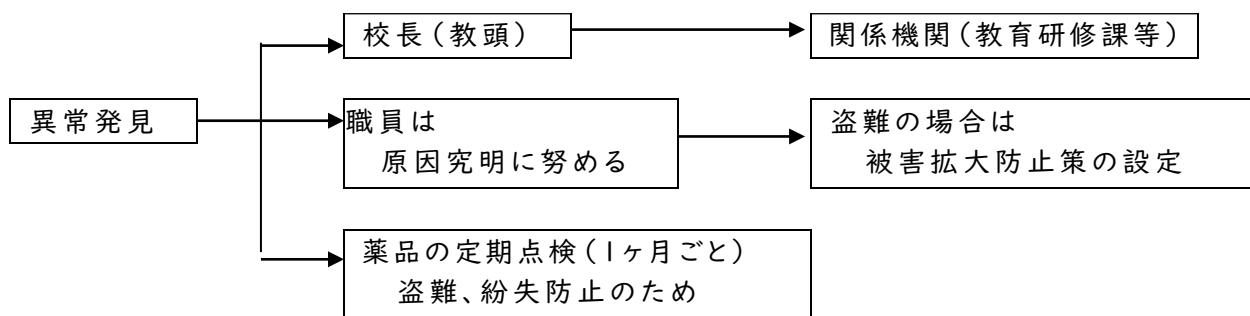 校長(教頭)
関係機関(教育研修課等)
異常発見
職員は
原因究明に努める
盗難の場合は
被害拡大防止策の設定
薬品の定期点検(1ヶ月ごと)
盗難、紛失防止のため